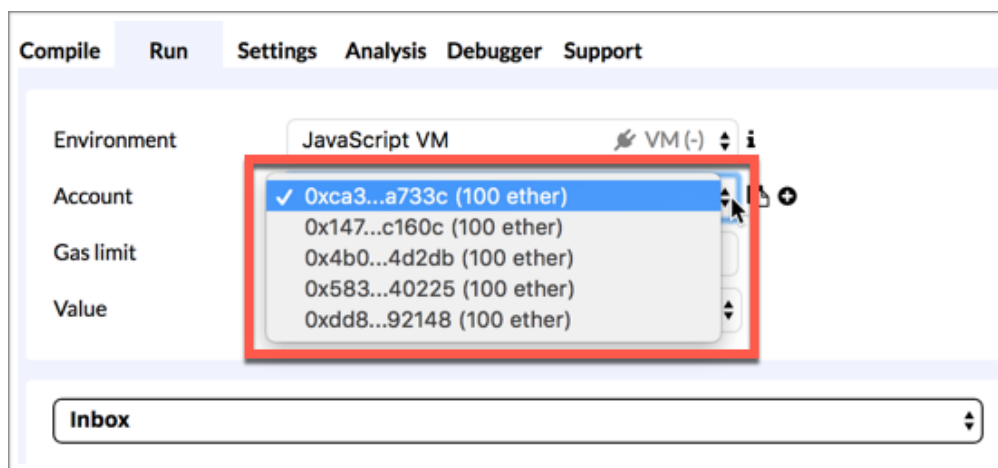 Compile Run Settings Analysis Debugger Support
Environment JavaScript VM VM (-) i
Account ✓ 0xca3...a733c (100 ether)
0x147...c160c (100 ether)
Gas limit
0x4b0...4d2db (100 ether)
0x583...40225 (100 ether)
Value
0xdd8...92148 (100 ether)
Inbox